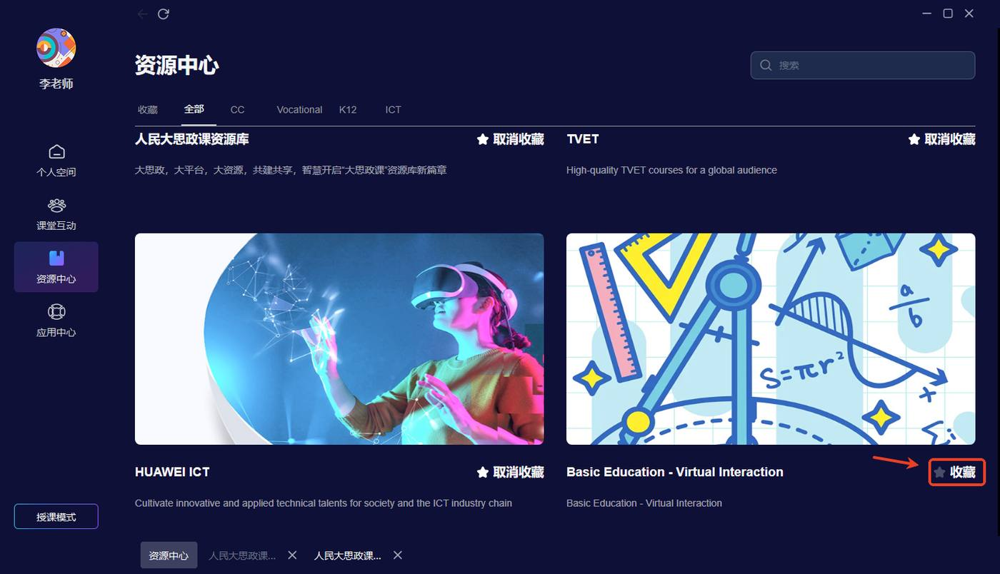 李老师
个人空间
课堂互动
资源中心
应用中心
授课模式
资源中心
搜索
收藏 全部 CC Vocational K12 ICT
人民大思政课资源库 取消收藏
大思政，大平台，大资源，共建共享，智慧开启“大思政课”资源库新篇章
TVET 取消收藏
High-quality TVET courses for a global audience
HUAWEI ICT 取消收藏
Cultivate innovative and applied technical talents for society and the ICT industry chain
a
b
S=πr²
x
Basic Education - Virtual Interaction 收藏
Basic Education - Virtual Interaction
资源中心 人民大思政课... 人民大思政课...